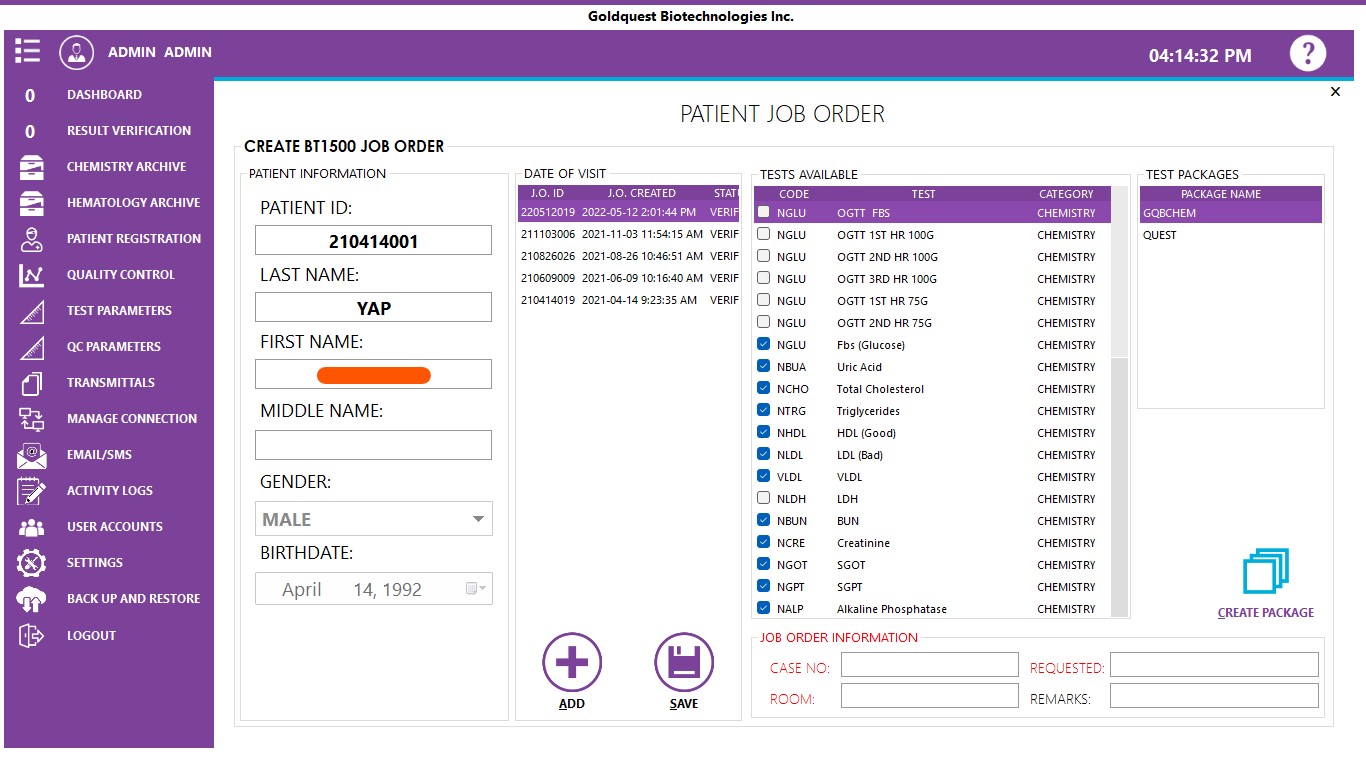 Goldquest Biotechnologies Inc.
ADMIN ADMIN
04:14:32 PM
?
0 DASHBOARD
0 RESULT VERIFICATION
CHEMISTRY ARCHIVE
HEMATOLOGY ARCHIVE
PATIENT REGISTRATION
QUALITY CONTROL
TEST PARAMETERS
QC PARAMETERS
TRANSMITTALS
MANAGE CONNECTION
@
EMAIL/SMS
ACTIVITY LOGS
USER ACCOUNTS
SETTINGS
BACK UP AND RESTORE
LOGOUT
x
PATIENT JOB ORDER
CREATE BT1500 JOB ORDER
PATIENT INFORMATION
PATIENT ID:
210414001
LAST NAME:
YAP
FIRST NAME:
MIDDLE NAME:
GENDER:
MALE
BIRTHDATE:
April 14, 1992
DATE OF VISIT
J.O. ID J.O. CREATED STAT
220512019 2022-05-12 2:01:44 PM VERIF
211103006 2021-11-03 11:54:15 AM VERIF
210826026 2021-08-26 10:46:51 AM VERIF
210609009 2021-06-09 10:16:40 AM VERIF
210414019 2021-04-14 9:23:35 AM VERIF
ADD
SAVE
TESTS AVAILABLE
CODE TEST CATEGORY
NGLU OGTT FBS CHEMISTRY
NGLU OGTT 1ST HR 100G CHEMISTRY
NGLU OGTT 2ND HR 100G CHEMISTRY
NGLU OGTT 3RD HR 100G CHEMISTRY
NGLU OGTT 1ST HR 75G CHEMISTRY
NGLU OGTT 2ND HR 75G CHEMISTRY
NGLU Fbs (Glucose) CHEMISTRY
NBUA Uric Acid CHEMISTRY
NCHO Total Cholesterol CHEMISTRY
NTRG Triglycerides CHEMISTRY
NHDL HDL (Good) CHEMISTRY
NLDL LDL (Bad) CHEMISTRY
VLDL VLDL CHEMISTRY
NLDH LDH CHEMISTRY
NBUN BUN CHEMISTRY
NCRE Creatinine CHEMISTRY
NGOT SGOT CHEMISTRY
NGPT SGPT CHEMISTRY
NALP Alkaline Phosphatase CHEMISTRY
TEST PACKAGES
PACKAGE NAME
GQBCHEM
QUEST
CREATE PACKAGE
JOB ORDER INFORMATION
CASE NO: REQUESTED:
ROOM: REMARKS: